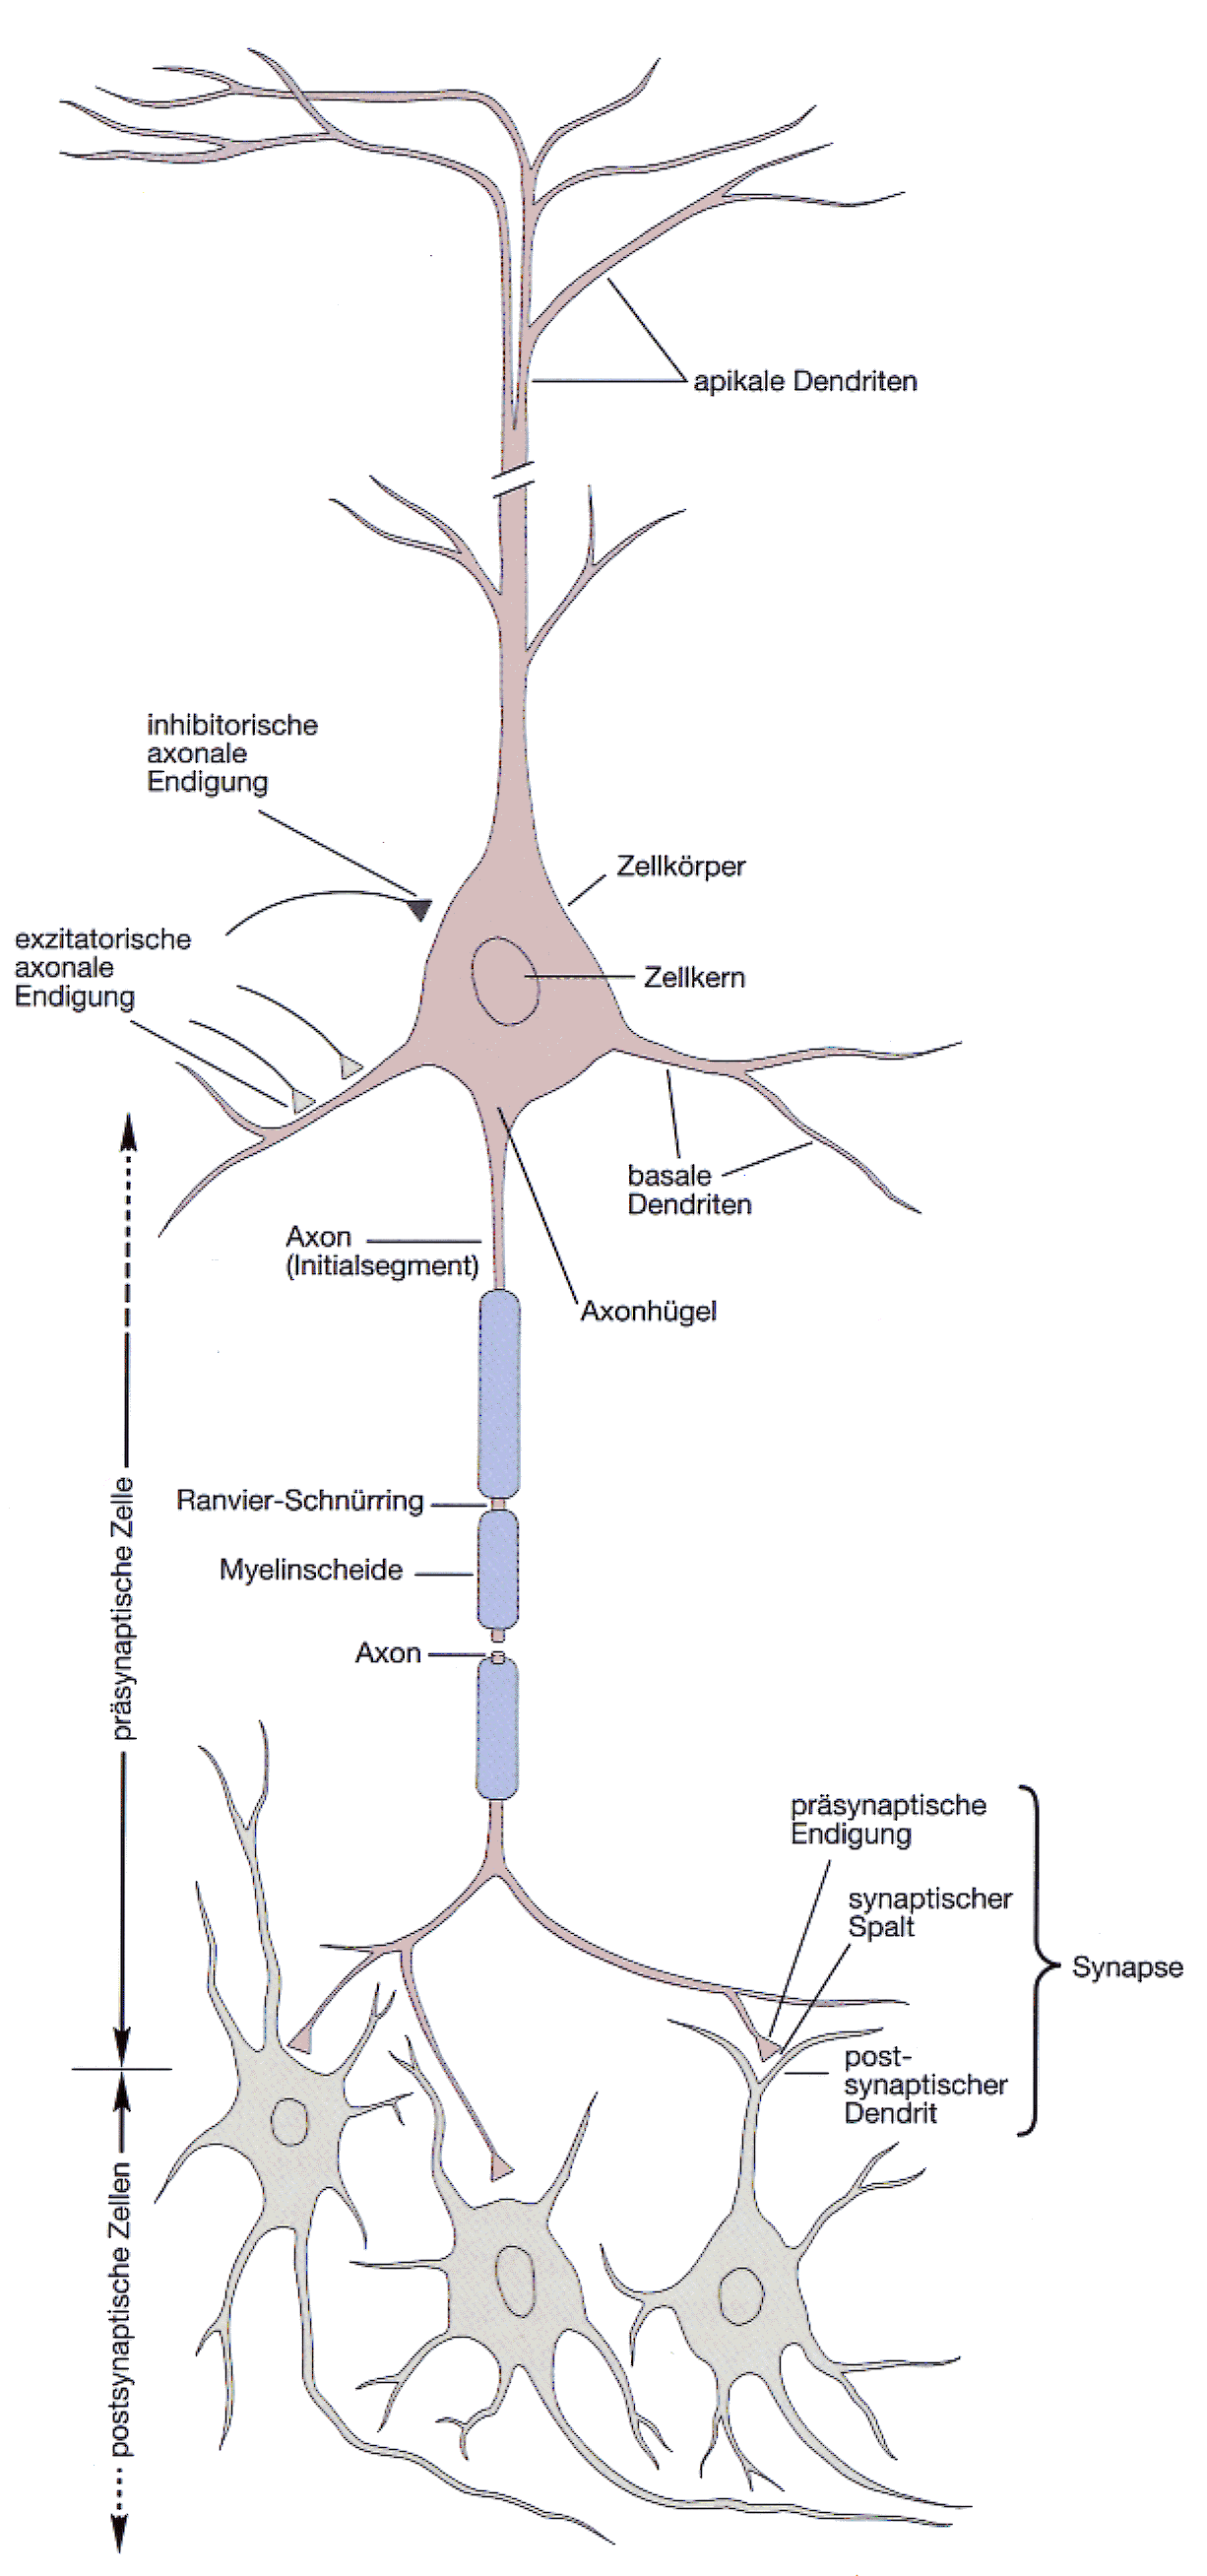 apikale Dendriten
inhibitorische
axonale
Endigung
Zellkörper
exzitatorische
axonale
Endigung
Zellkern
basale
Dendriten
Axon
(Initialsegment)
Axonhügel
Ranvier-Schnürring
Myelinscheide
Axon
präsynaptische Zelle
präsynaptische
Endigung
synaptischer
Spalt
Synapse
post-
synaptischer
Dendrit
postsynaptische Zellen